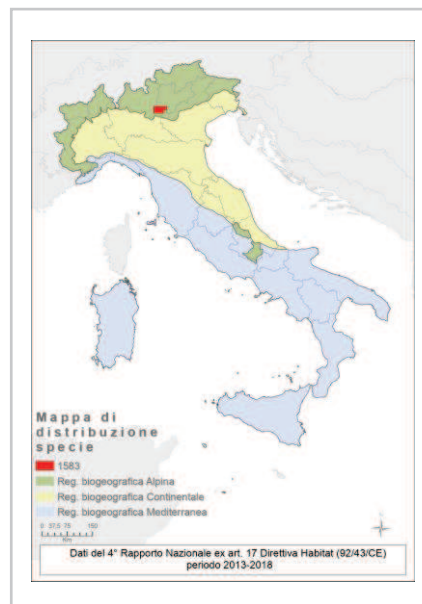 Mappa di
distribuzione
specie
1583
Reg. biogeografica Alpina
Reg. biogeografica Continentale
Reg. biogeografica Mediterranea
0 37,5 75 150
Km
Dati del 4° Rapporto Nazionale ex art. 17 Direttiva Habitat (92/43/CE)
periodo 2013-2018